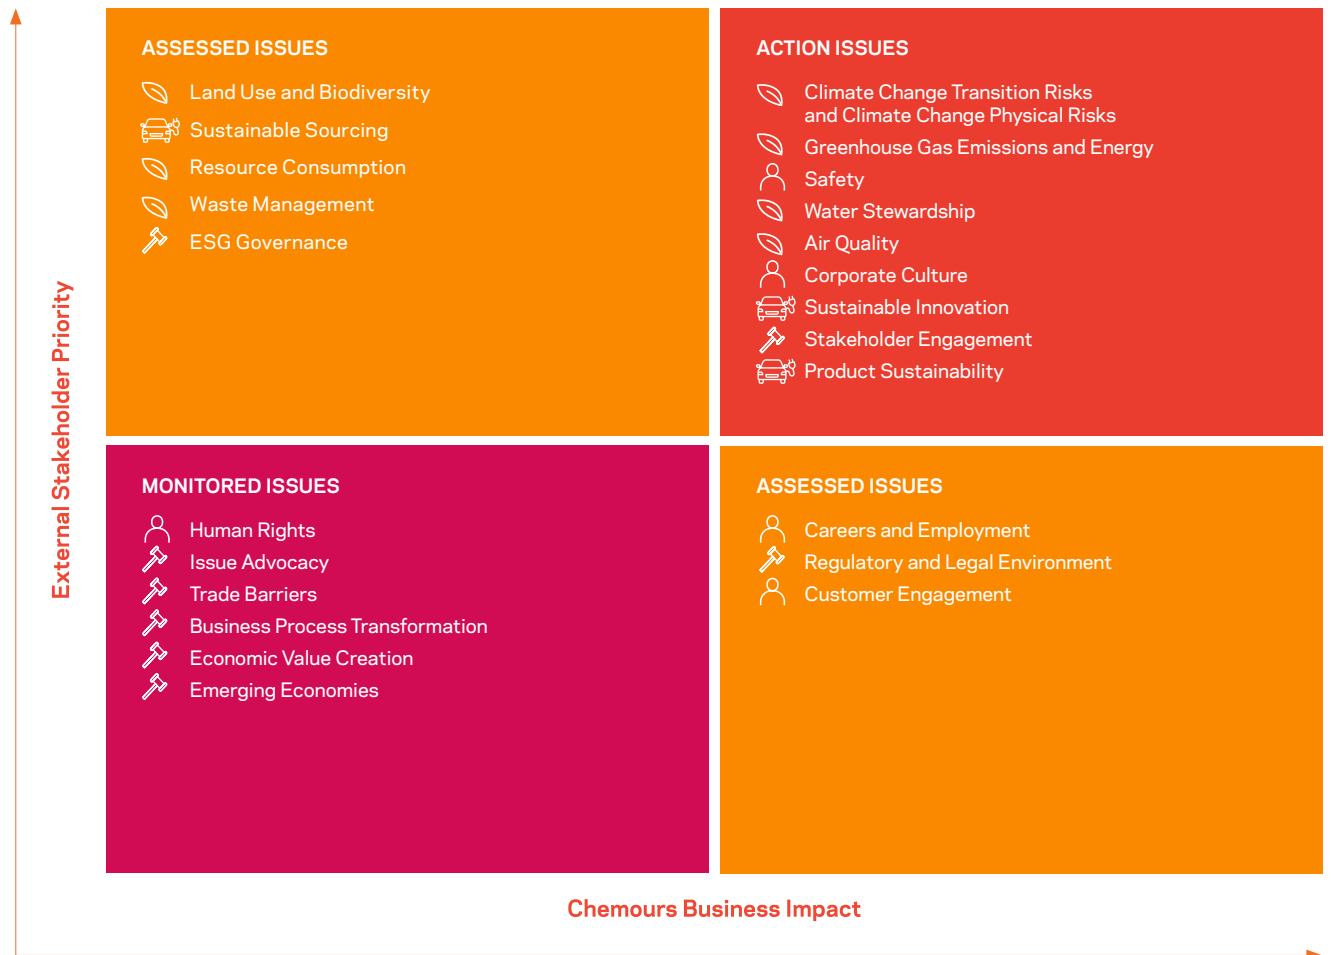 ASSESSED ISSUES
Land Use and Biodiversity
Sustainable Sourcing
Resource Consumption
Waste Management
ESG Governance
ACTION ISSUES
Climate Change Transition Risks
and Climate Change Physical Risks
Greenhouse Gas Emissions and Energy
Safety
Water Stewardship
Air Quality
Corporate Culture
Sustainable Innovation
Stakeholder Engagement
Product Sustainability
External Stakeholder Priority
MONITORED ISSUES
Human Rights
Issue Advocacy
Trade Barriers
Business Process Transformation
Economic Value Creation
Emerging Economies
ASSESSED ISSUES
Careers and Employment
Regulatory and Legal Environment
Customer Engagement
Chemours Business Impact